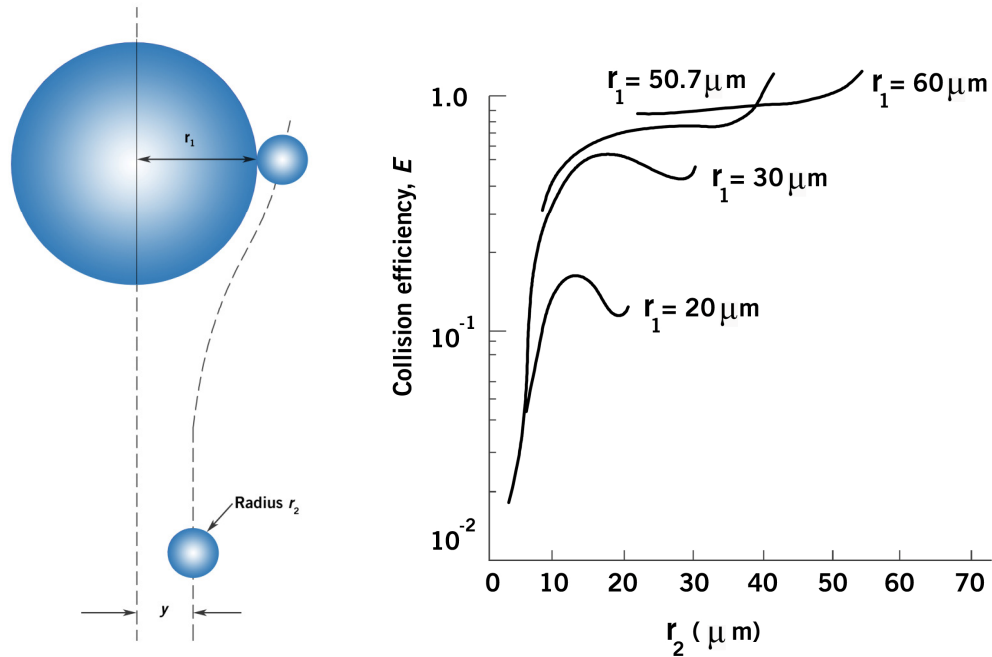 r₁
Radius r₂
y
Collision efficiency, E
1.0
10⁻¹
10⁻²
r₁ = 50.7 μm
r₁ = 60 μm
r₁ = 30 μm
r₁ = 20 μm
0 10 20 30 40 50 60 70
r₂ ( μ m)